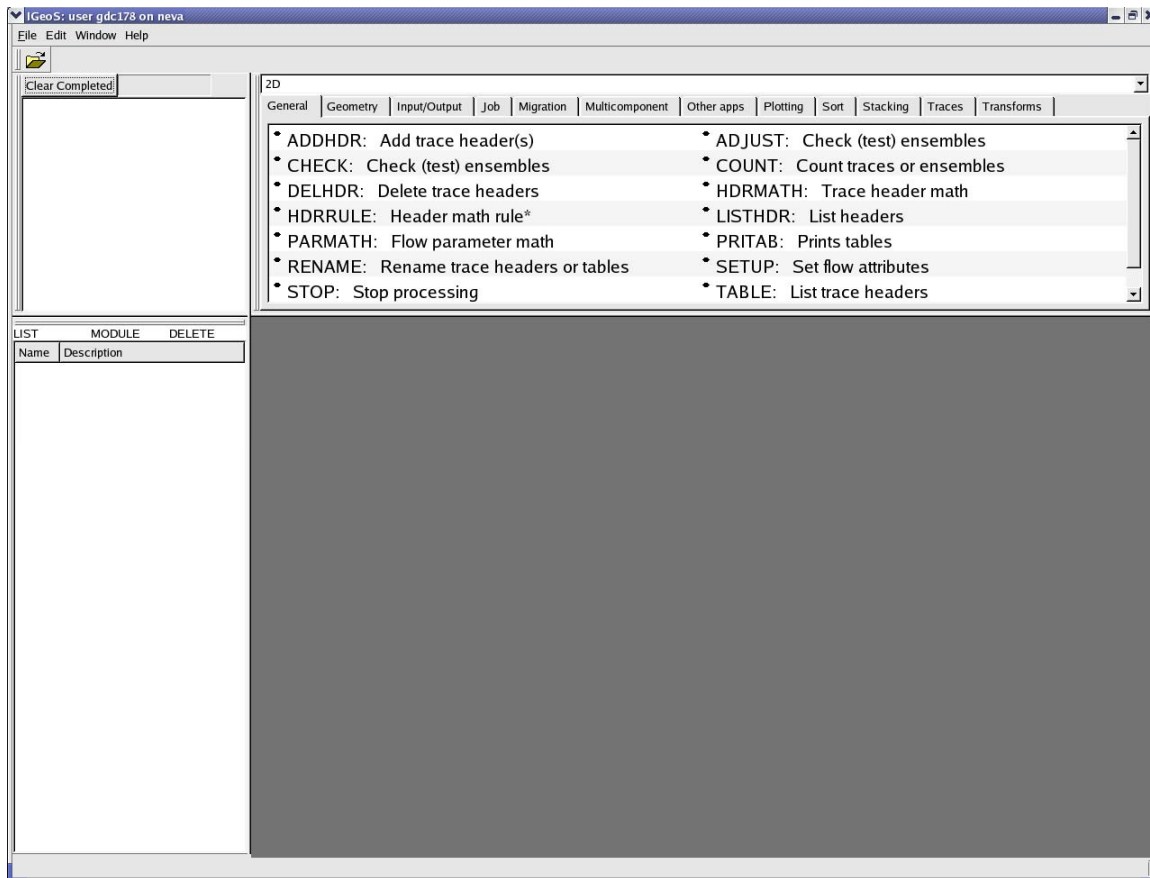 IGeoS: user gdc178 on neva
File Edit Window Help
Clear Completed
2D
General Geometry Input/Output Job Migration Multicomponent Other apps Plotting Sort Stacking Traces Transforms
ADDHDR: Add trace header(s)
ADJUST: Check (test) ensembles
CHECK: Check (test) ensembles
COUNT: Count traces or ensembles
DELHDR: Delete trace headers
HDRMATH: Trace header math
HDRRULE: Header math rule*
LISTHDR: List headers
PARMATH: Flow parameter math
PRITAB: Prints tables
RENAME: Rename trace headers or tables
SETUP: Set flow attributes
STOP: Stop processing
TABLE: List trace headers
LIST MODULE DELETE
Name Description